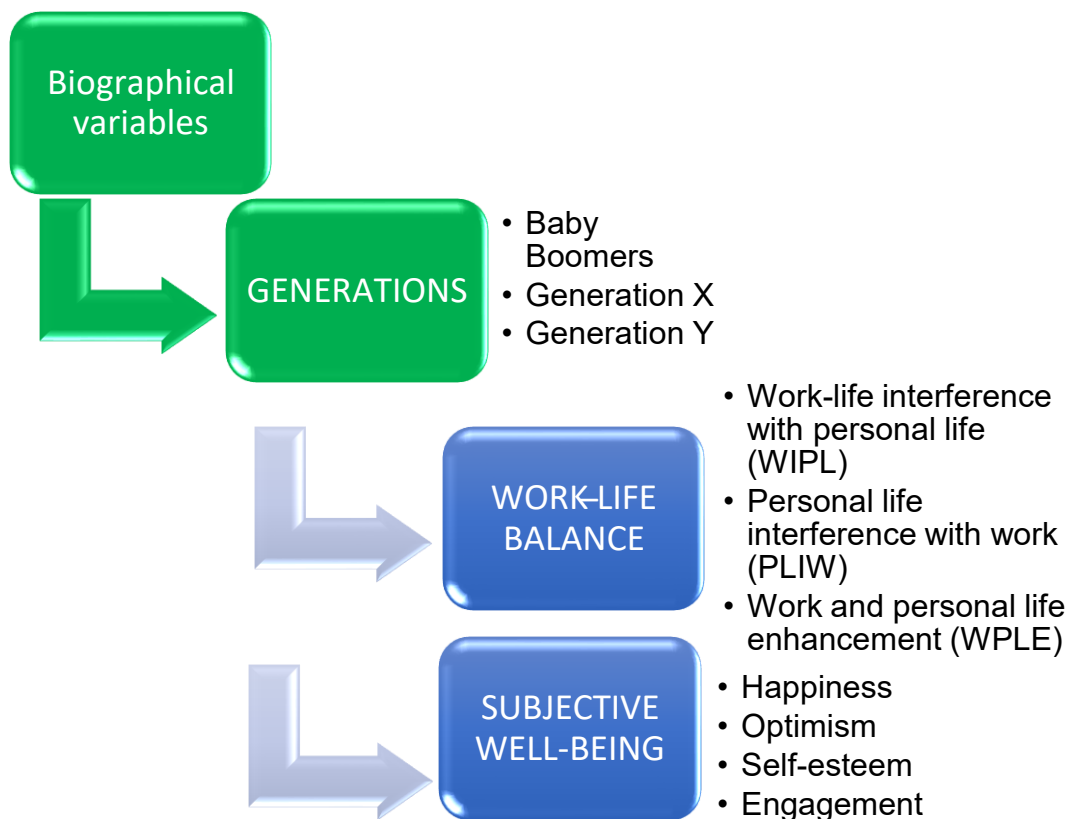 Biographical
variables
GENERATIONS
• Baby
Boomers
• Generation X
• Generation Y
WORK–LIFE
BALANCE
• Work-life interference
with personal life
(WIPL)
• Personal life
interference with work
(PLIW)
• Work and personal life
enhancement (WPLE)
SUBJECTIVE
WELL-BEING
• Happiness
• Optimism
• Self-esteem
• Engagement